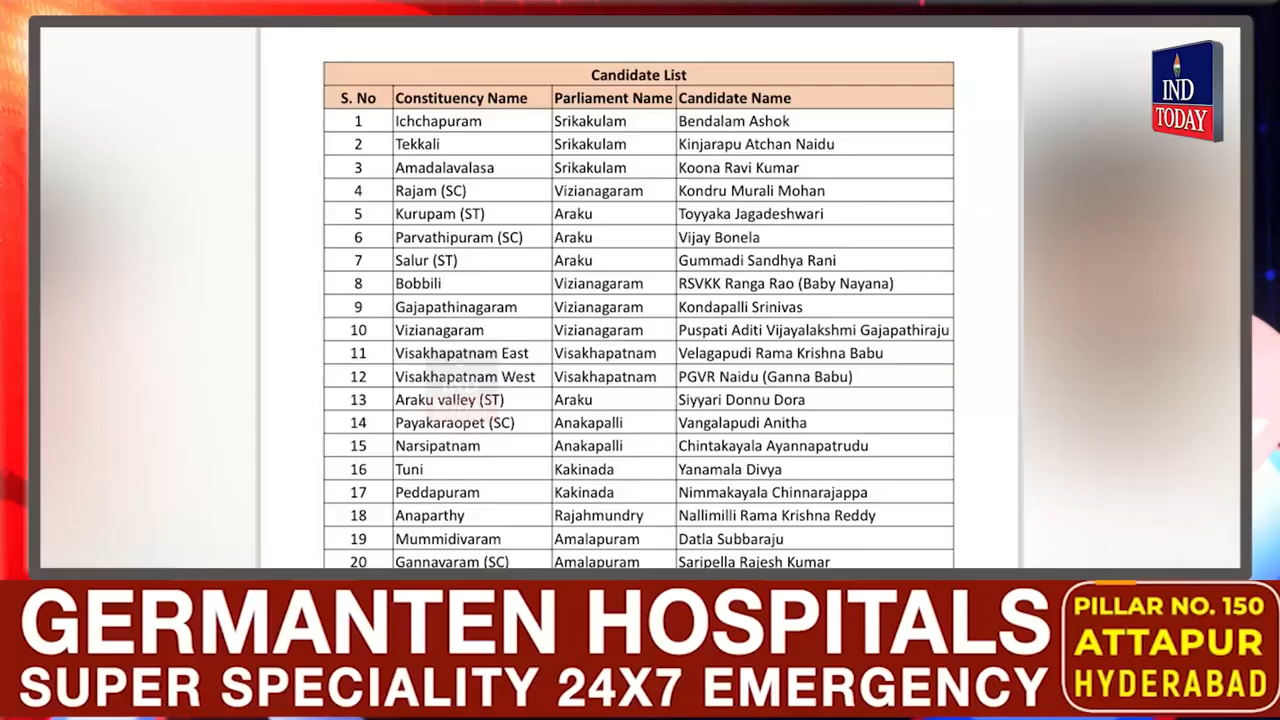 IND
TODAY
Candidate List
S. No Constituency Name Parliament Name Candidate Name
1 Ichchapuram Srikakulam Bendalam Ashok
2 Tekkali Srikakulam Kinjarapu Atchan Naidu
3 Amadalavalasa Srikakulam Koona Ravi Kumar
4 Rajam (SC) Vizianagaram Kondru Murali Mohan
5 Kurupam (ST) Araku Toyyaka Jagadeshwari
6 Parvathipuram (SC) Araku Vijay Bonela
7 Salur (ST) Araku Gummadi Sandhya Rani
8 Bobbili Vizianagaram RSVKK Ranga Rao (Baby Nayana)
9 Gajapathinagaram Vizianagaram Kondapalli Srinivas
10 Vizianagaram Vizianagaram Puspati Aditi Vijayalakshmi Gajapathiraju
11 Visakhapatnam East Visakhapatnam Velagapudi Rama Krishna Babu
12 Visakhapatnam West Visakhapatnam PGVR Naidu (Ganna Babu)
13 Araku valley (ST) Araku Siyyari Donnu Dora
14 Payakaraopet (SC) Anakapalli Vangalapudi Anitha
15 Narsipatnam Anakapalli Chintakayala Ayannapatrudu
16 Tuni Kakinada Yanamala Divya
17 Peddapuram Kakinada Nimmakayala Chinnarajappa
18 Anaparthy Rajahmundry Nallimilli Rama Krishna Reddy
19 Mummidivaram Amalapuram Datla Subbaraju
20 Gannavaram (SC) Amalapuram Saripella Rajesh Kumar
GERMANTEN HOSPITALS
SUPER SPECIALITY 24X7 EMERGENCY
PILLAR NO. 150
ATTAPUR
HYDERABAD